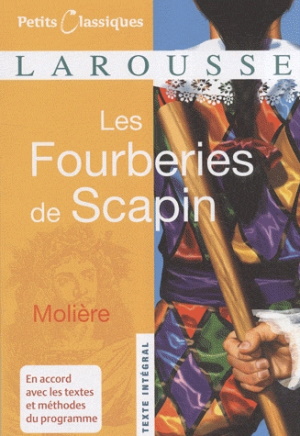 Petits Classiques
LAROUSSE
Les
Fourberies
de Scapin
Molière
En accord
avec les textes
et méthodes
du programme
TEXTE INTÉGRAL